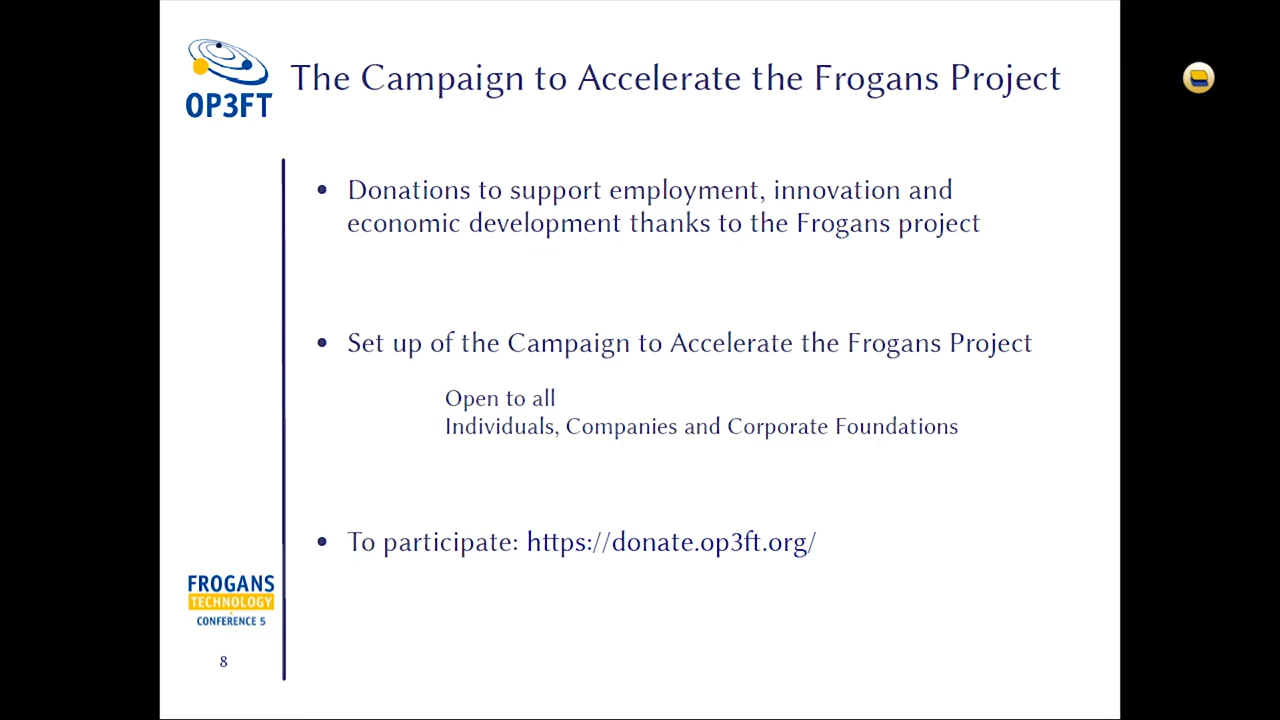 OP3FT
The Campaign to Accelerate the Frogans Project
• Donations to support employment, innovation and
economic development thanks to the Frogans project
• Set up of the Campaign to Accelerate the Frogans Project
Open to all
Individuals, Companies and Corporate Foundations
• To participate: https://donate.op3ft.org/
FROGANS
TECHNOLOGY
CONFERENCE 5
8